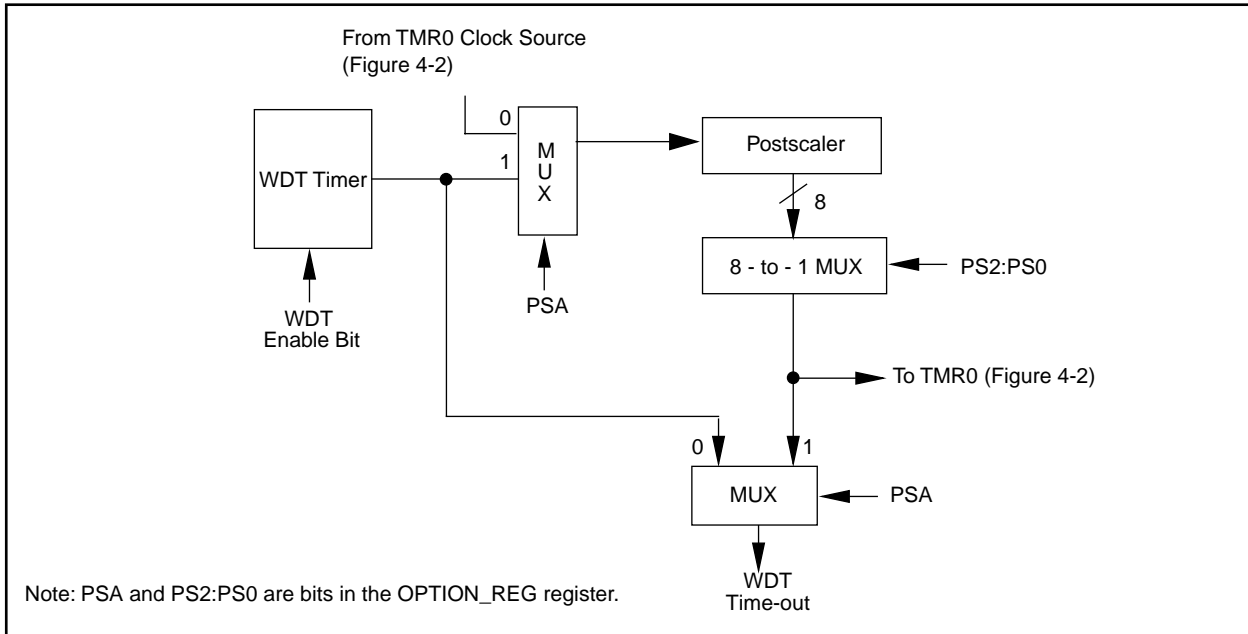 From TMR0 Clock Source
(Figure 4-2)
0
1
M
U
X
WDT Timer
Postscaler
8
8 - to - 1 MUX
PS2:PS0
PSA
WDT
Enable Bit
To TMR0 (Figure 4-2)
0
1
MUX
PSA
WDT
Time-out
Note: PSA and PS2:PS0 are bits in the OPTION_REG register.